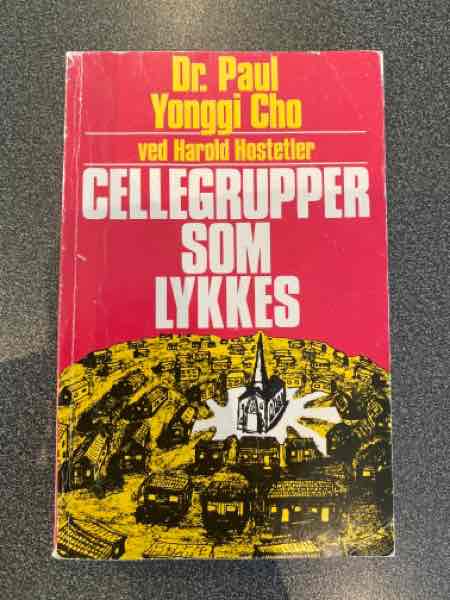 Dr. Paul
Yonggi Cho
ved Harold Hostetler
CELLEGRUPPER
SOM
LYKKES